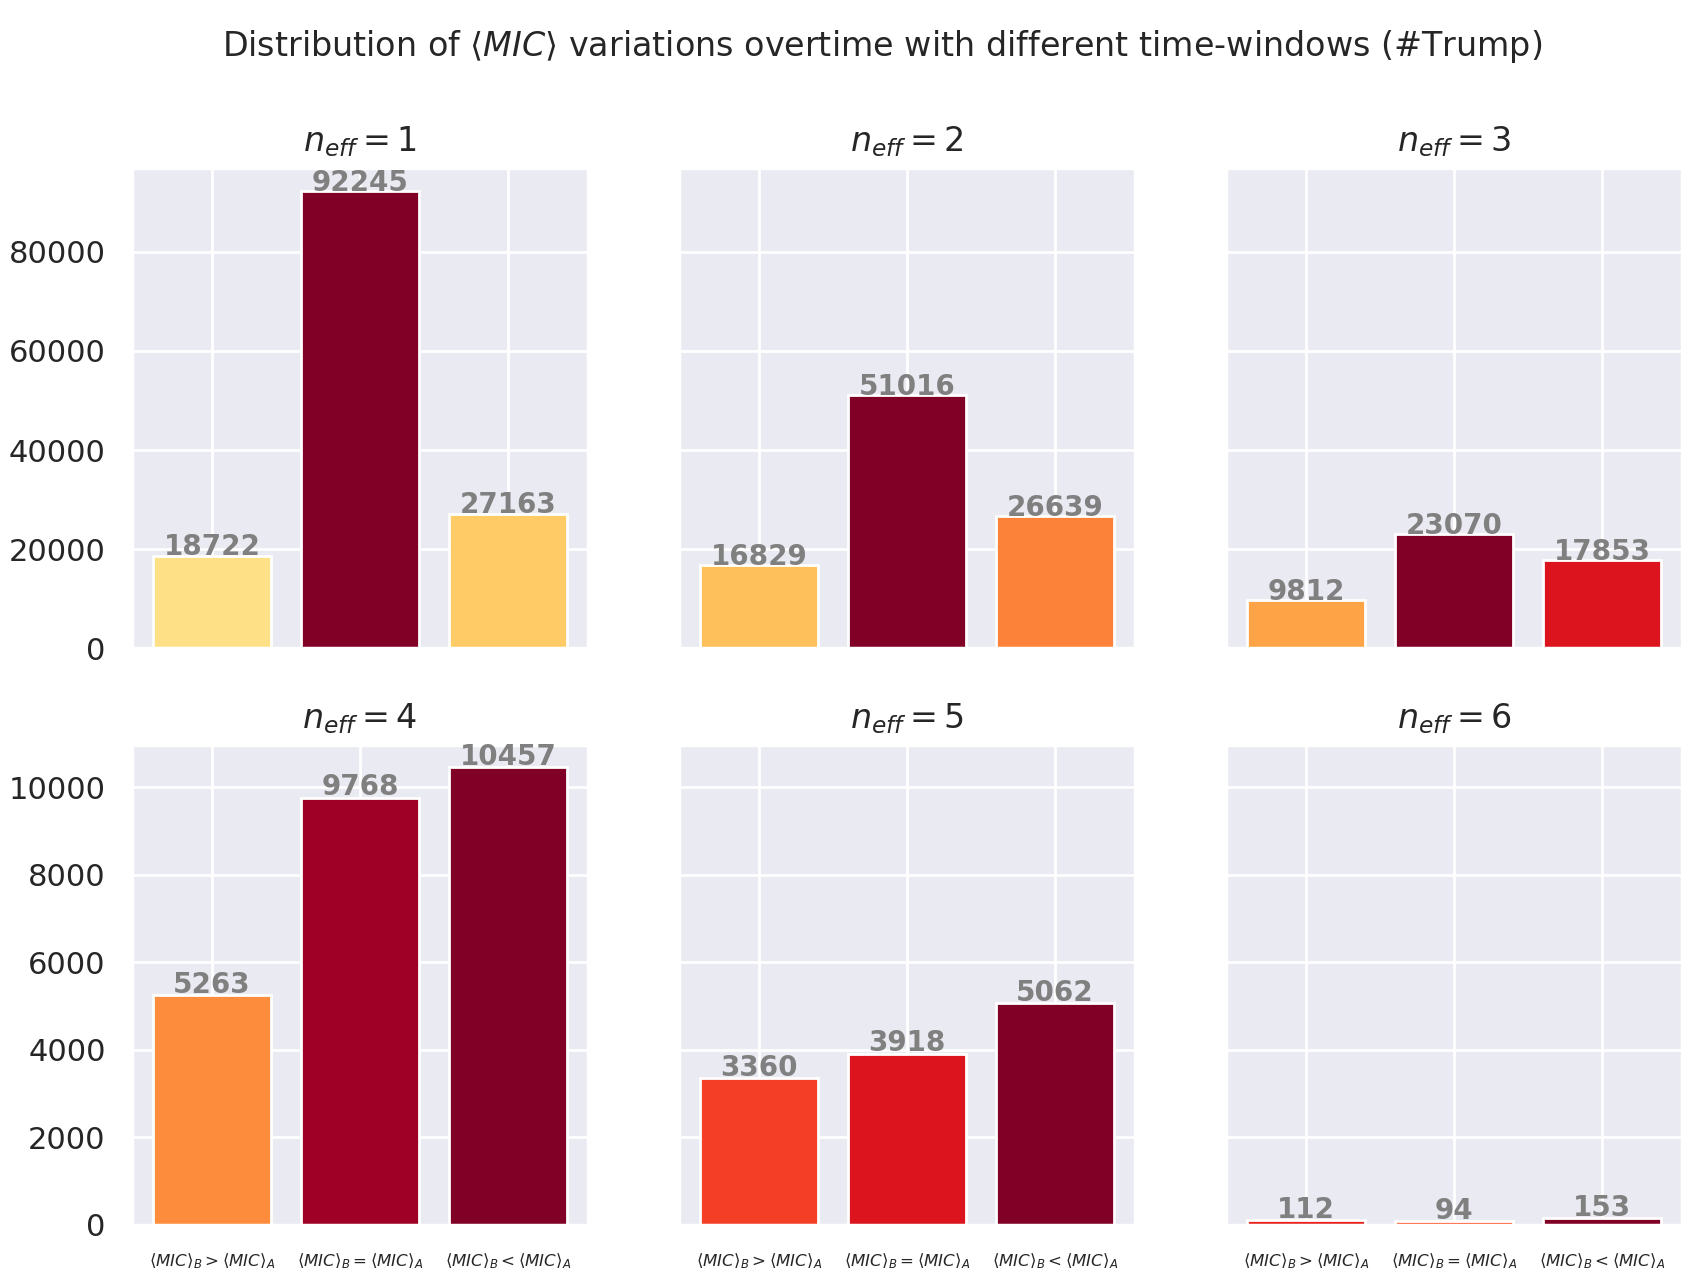 Distribution of ⟨MIC⟩ variations overtime with different time-windows (#Trump)
n_eff = 1
n_eff = 2
n_eff = 3
80000
60000
40000
20000
0
18722
92245
27163
16829
51016
26639
9812
23070
17853
n_eff = 4
n_eff = 5
n_eff = 6
10000
8000
6000
4000
2000
0
5263
9768
10457
3360
3918
5062
112
94
153
⟨MIC⟩_B > ⟨MIC⟩_A
⟨MIC⟩_B = ⟨MIC⟩_A
⟨MIC⟩_B < ⟨MIC⟩_A
⟨MIC⟩_B > ⟨MIC⟩_A
⟨MIC⟩_B = ⟨MIC⟩_A
⟨MIC⟩_B < ⟨MIC⟩_A
⟨MIC⟩_B > ⟨MIC⟩_A
⟨MIC⟩_B = ⟨MIC⟩_A
⟨MIC⟩_B < ⟨MIC⟩_A